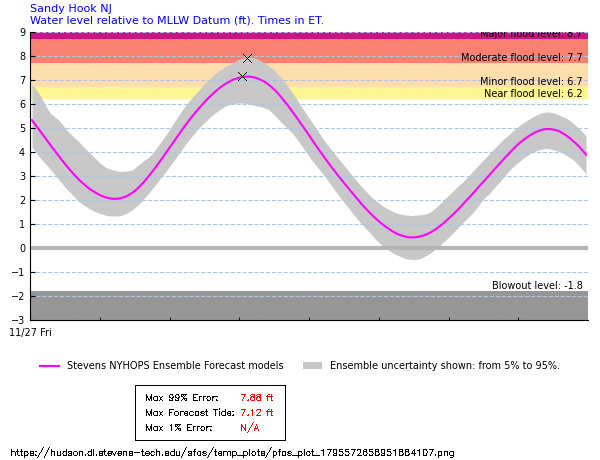 Sandy Hook NJ
Water level relative to MLLW Datum (ft). Times in ET.
9
Major flood level: 8.7
8
Moderate flood level: 7.7
7
Minor flood level: 6.7
6
Near flood level: 6.2
5
4
3
2
1
0
−1
Blowout level: -1.8
−2
−3
11/27 Fri
Stevens NYHOPS Ensemble Forecast models
Ensemble uncertainty shown: from 5% to 95%.
Max 99% Error: 7.88 ft
Max Forecast Tide: 7.12 ft
Max 1% Error: N/A
https://hudson.dl.stevens-tech.edu/sfas/temp_plots/pfas_plot_1795572658951884107.png